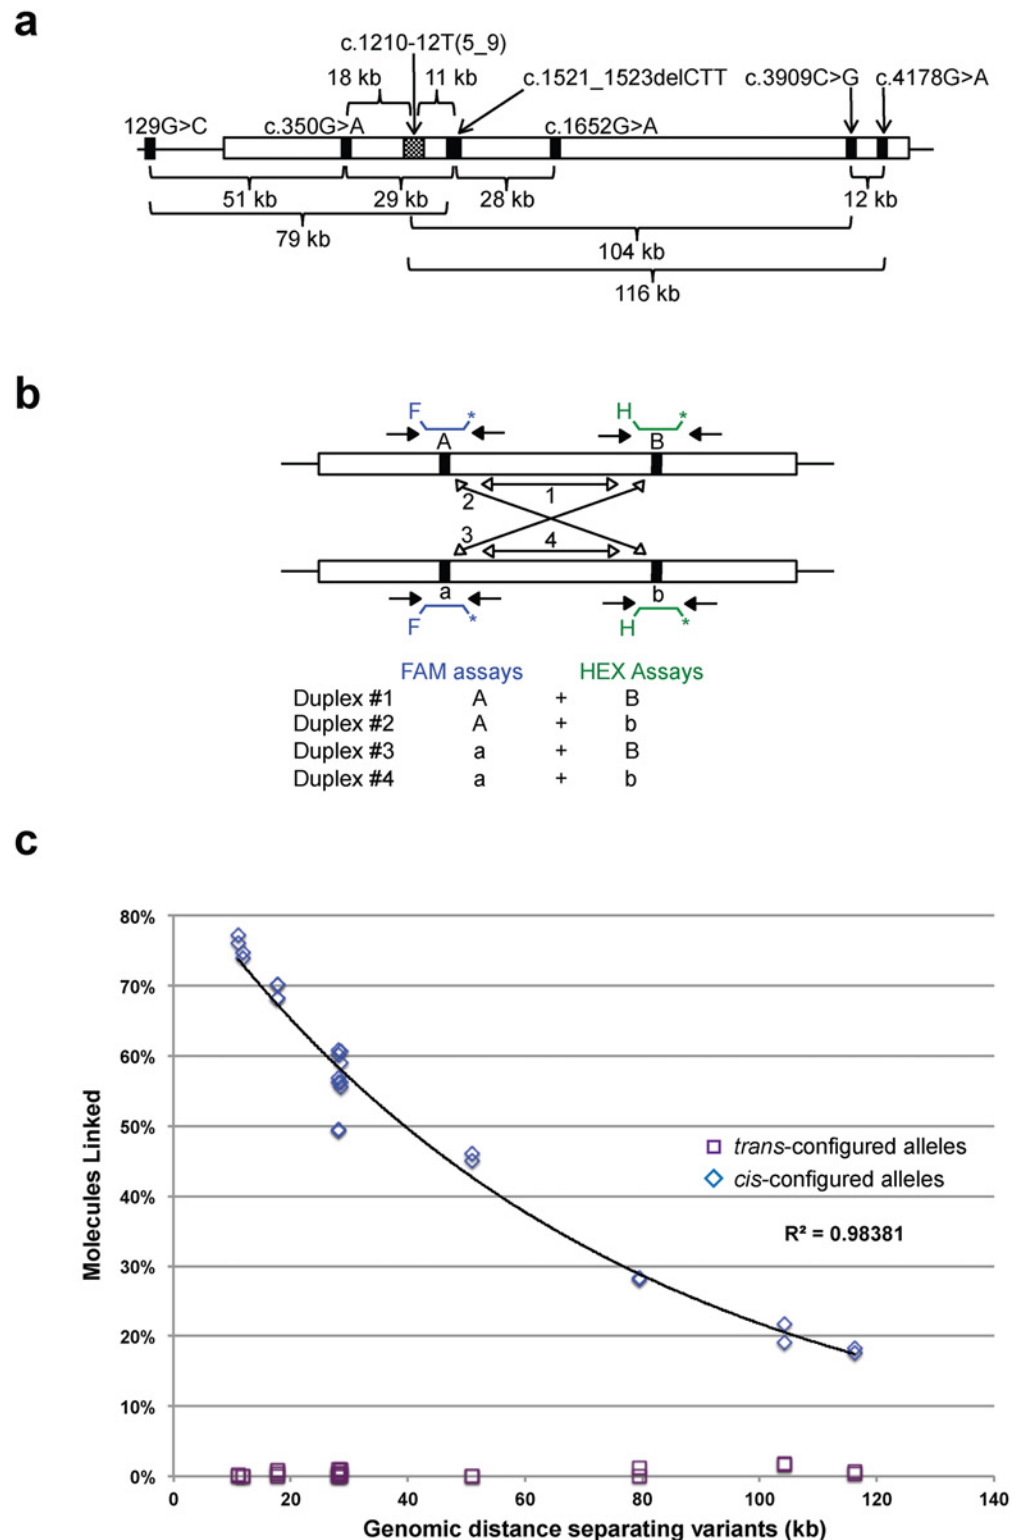 a
c.1210-12T(5_9)
18 kb 11 kb c.1521_1523delCTT c.3909C>G c.4178G>A
129G>C c.350G>A c.1652G>A
51 kb 29 kb 28 kb 12 kb
79 kb
104 kb
116 kb
b
F * H *
A B
1
2
3
4
a b
F * H *
FAM assays HEX Assays
Duplex #1 A + B
Duplex #2 A + b
Duplex #3 a + B
Duplex #4 a + b
c
80%
70%
60%
50%
40%
30%
20%
10%
0%
Molecules Linked
trans-configured alleles
cis-configured alleles
R² = 0.98381
0 20 40 60 80 100 120 140
Genomic distance separating variants (kb)